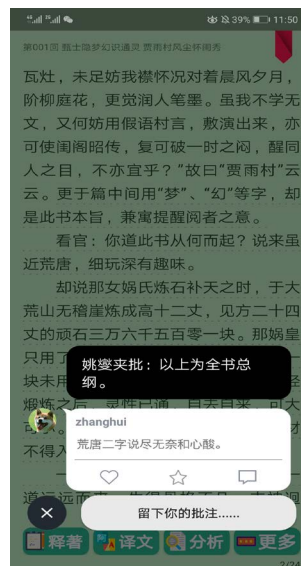 39% 11:50
第001回 甄士隐梦幻识通灵 贾雨村风尘怀闺秀
瓦灶，未足妨我襟怀况对着晨风夕月，
阶柳庭花，更觉润人笔墨。虽我不学无
文，又何妨用假语村言，敷演出来，亦
可使闺阁昭传，复可破一时之闷，醒同
人之目，不亦宜乎？”故曰“贾雨村”云
云。更于篇中间用“梦”、“幻”等字，却
是此书本旨，兼寓提醒阅者之意。
看官：你道此书从何而起？说来虽
近荒唐，细玩深有趣味。
却说那女娲氏炼石补天之时，于大
荒山无稽崖炼成高十二丈，见方二十四
丈的顽石三万六千五百零一块。那娲皇
只用了
姚燮夹批：以上为全书总
纲。
块未用
煅炼之后
zhanghui
荒唐二字说尽无奈和心酸。
不得入
留下你的批注......
释著 译文 分析 更多
2/24